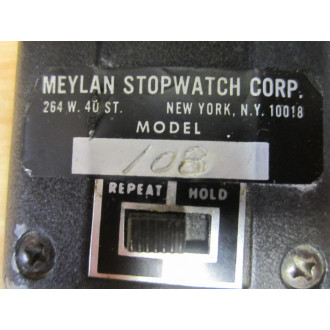 MEYLAN STOPWATCH CORP.
264 W. 40 ST. NEW YORK, N.Y. 10018
MODEL
108
REPEAT HOLD